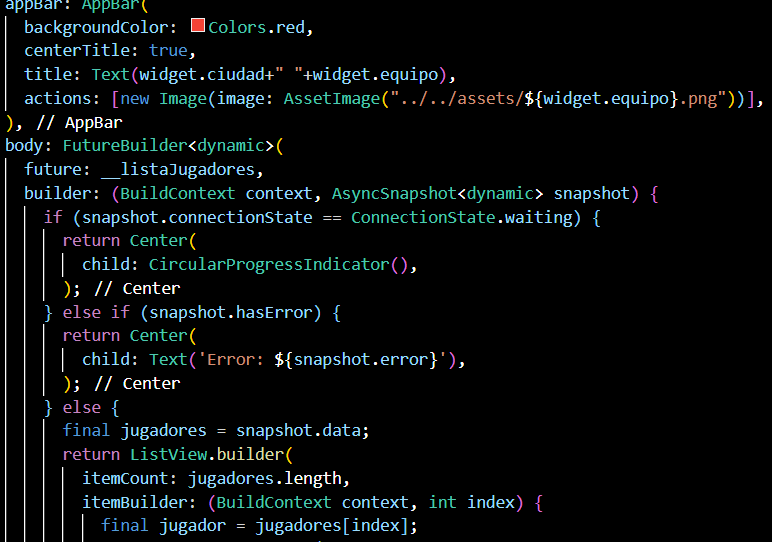 appBar: AppBar(
backgroundColor: Colors.red,
centerTitle: true,
title: Text(widget.ciudad+" "+widget.equipo),
actions: [new Image(image: AssetImage("../../assets/${widget.equipo}.png"))],
), // AppBar
body: FutureBuilder<dynamic>(
future: __listaJugadores,
builder: (BuildContext context, AsyncSnapshot<dynamic> snapshot) {
if (snapshot.connectionState == ConnectionState.waiting) {
return Center(
child: CircularProgressIndicator(),
); // Center
} else if (snapshot.hasError) {
return Center(
child: Text('Error: ${snapshot.error}'),
); // Center
} else {
final jugadores = snapshot.data;
return ListView.builder(
itemCount: jugadores.length,
itemBuilder: (BuildContext context, int index) {
final jugador = jugadores[index];